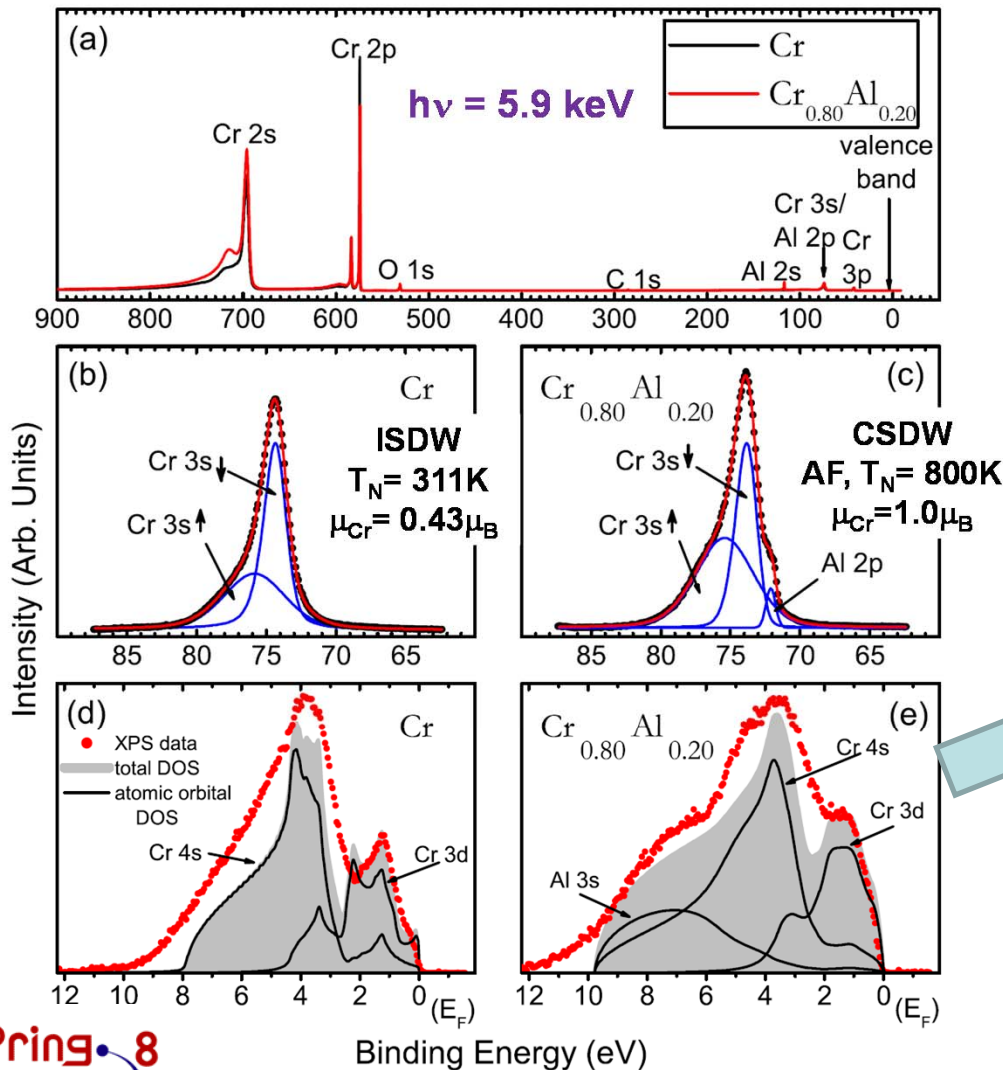 (a)
Cr 2p
hν = 5.9 keV
Cr
Cr0.80Al0.20
Cr 2s
valence
band
Cr 3s/
Al 2p
Cr
3p
Al 2s
O 1s
C 1s
900 800 700 600 500 400 300 200 100 0
Intensity (Arb. Units)
(b)
Cr
ISDW
TN= 311K
μCr= 0.43μB
Cr 3s↓
Cr 3s↑
85 80 75 70 65
Cr0.80Al0.20
(c)
CSDW
AF, TN= 800K
μCr=1.0μB
Cr 3s↓
Cr 3s↑
Al 2p
85 80 75 70 65
(d)
Cr
XPS data
total DOS
atomic orbital
DOS
Cr 4s
Cr 3d
12 10 8 6 4 2 0
(EF)
Cr0.80Al0.20
(e)
Cr 4s
Cr 3d
Al 3s
12 10 8 6 4 2 0
(EF)
Binding Energy (eV)
Pring 8